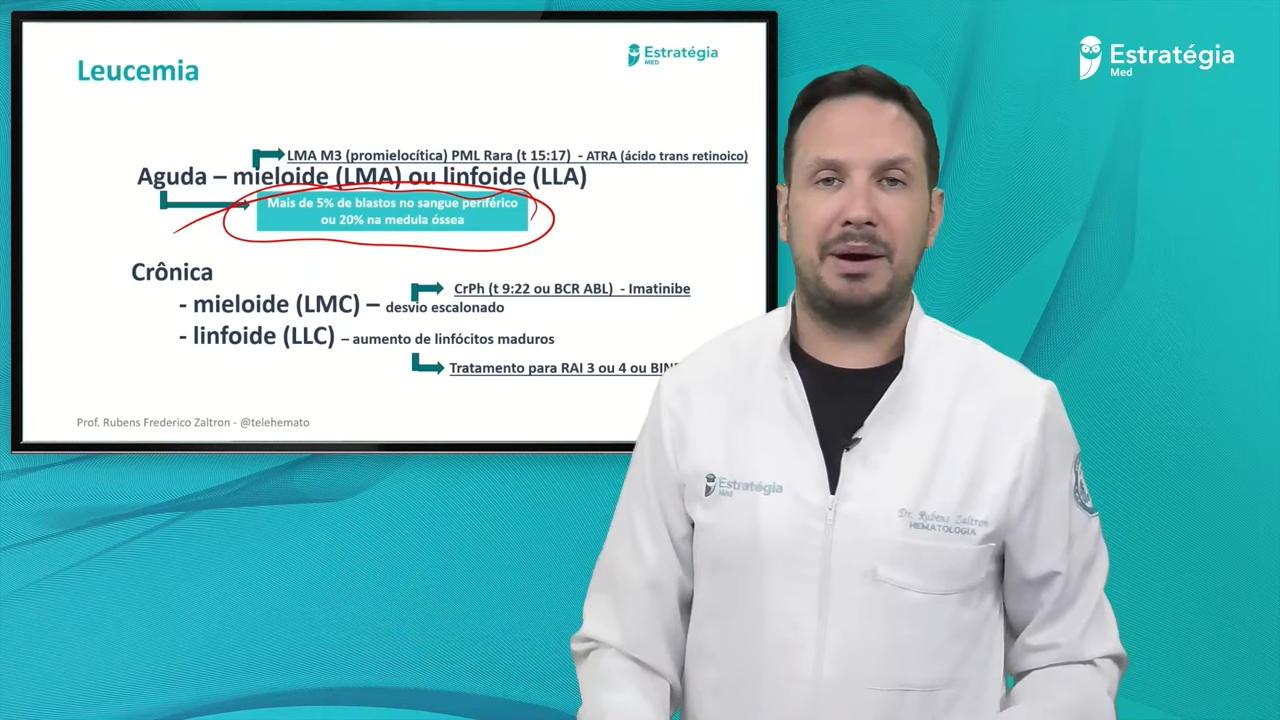 Leucemia
Estratégia
MED
LMA M3 (promielocítica) PML Rara (t 15:17) - ATRA (ácido trans retinoico)
Aguda – mieloide (LMA) ou linfoide (LLA)
Mais de 5% de blastos no sangue periférico
ou 20% na medula óssea
Crônica
CrPh (t 9:22 ou BCR ABL) - Imatinibe
- mieloide (LMC) – desvio escalonado
- linfoide (LLC) – aumento de linfócitos maduros
Tratamento para RAI 3 ou 4 ou
Prof. Rubens Frederico Zaltron - @telehemato
Estratégia
Med
Estratégia
Med
Dr. Rubens Zaltron
HEMATOLOGIA